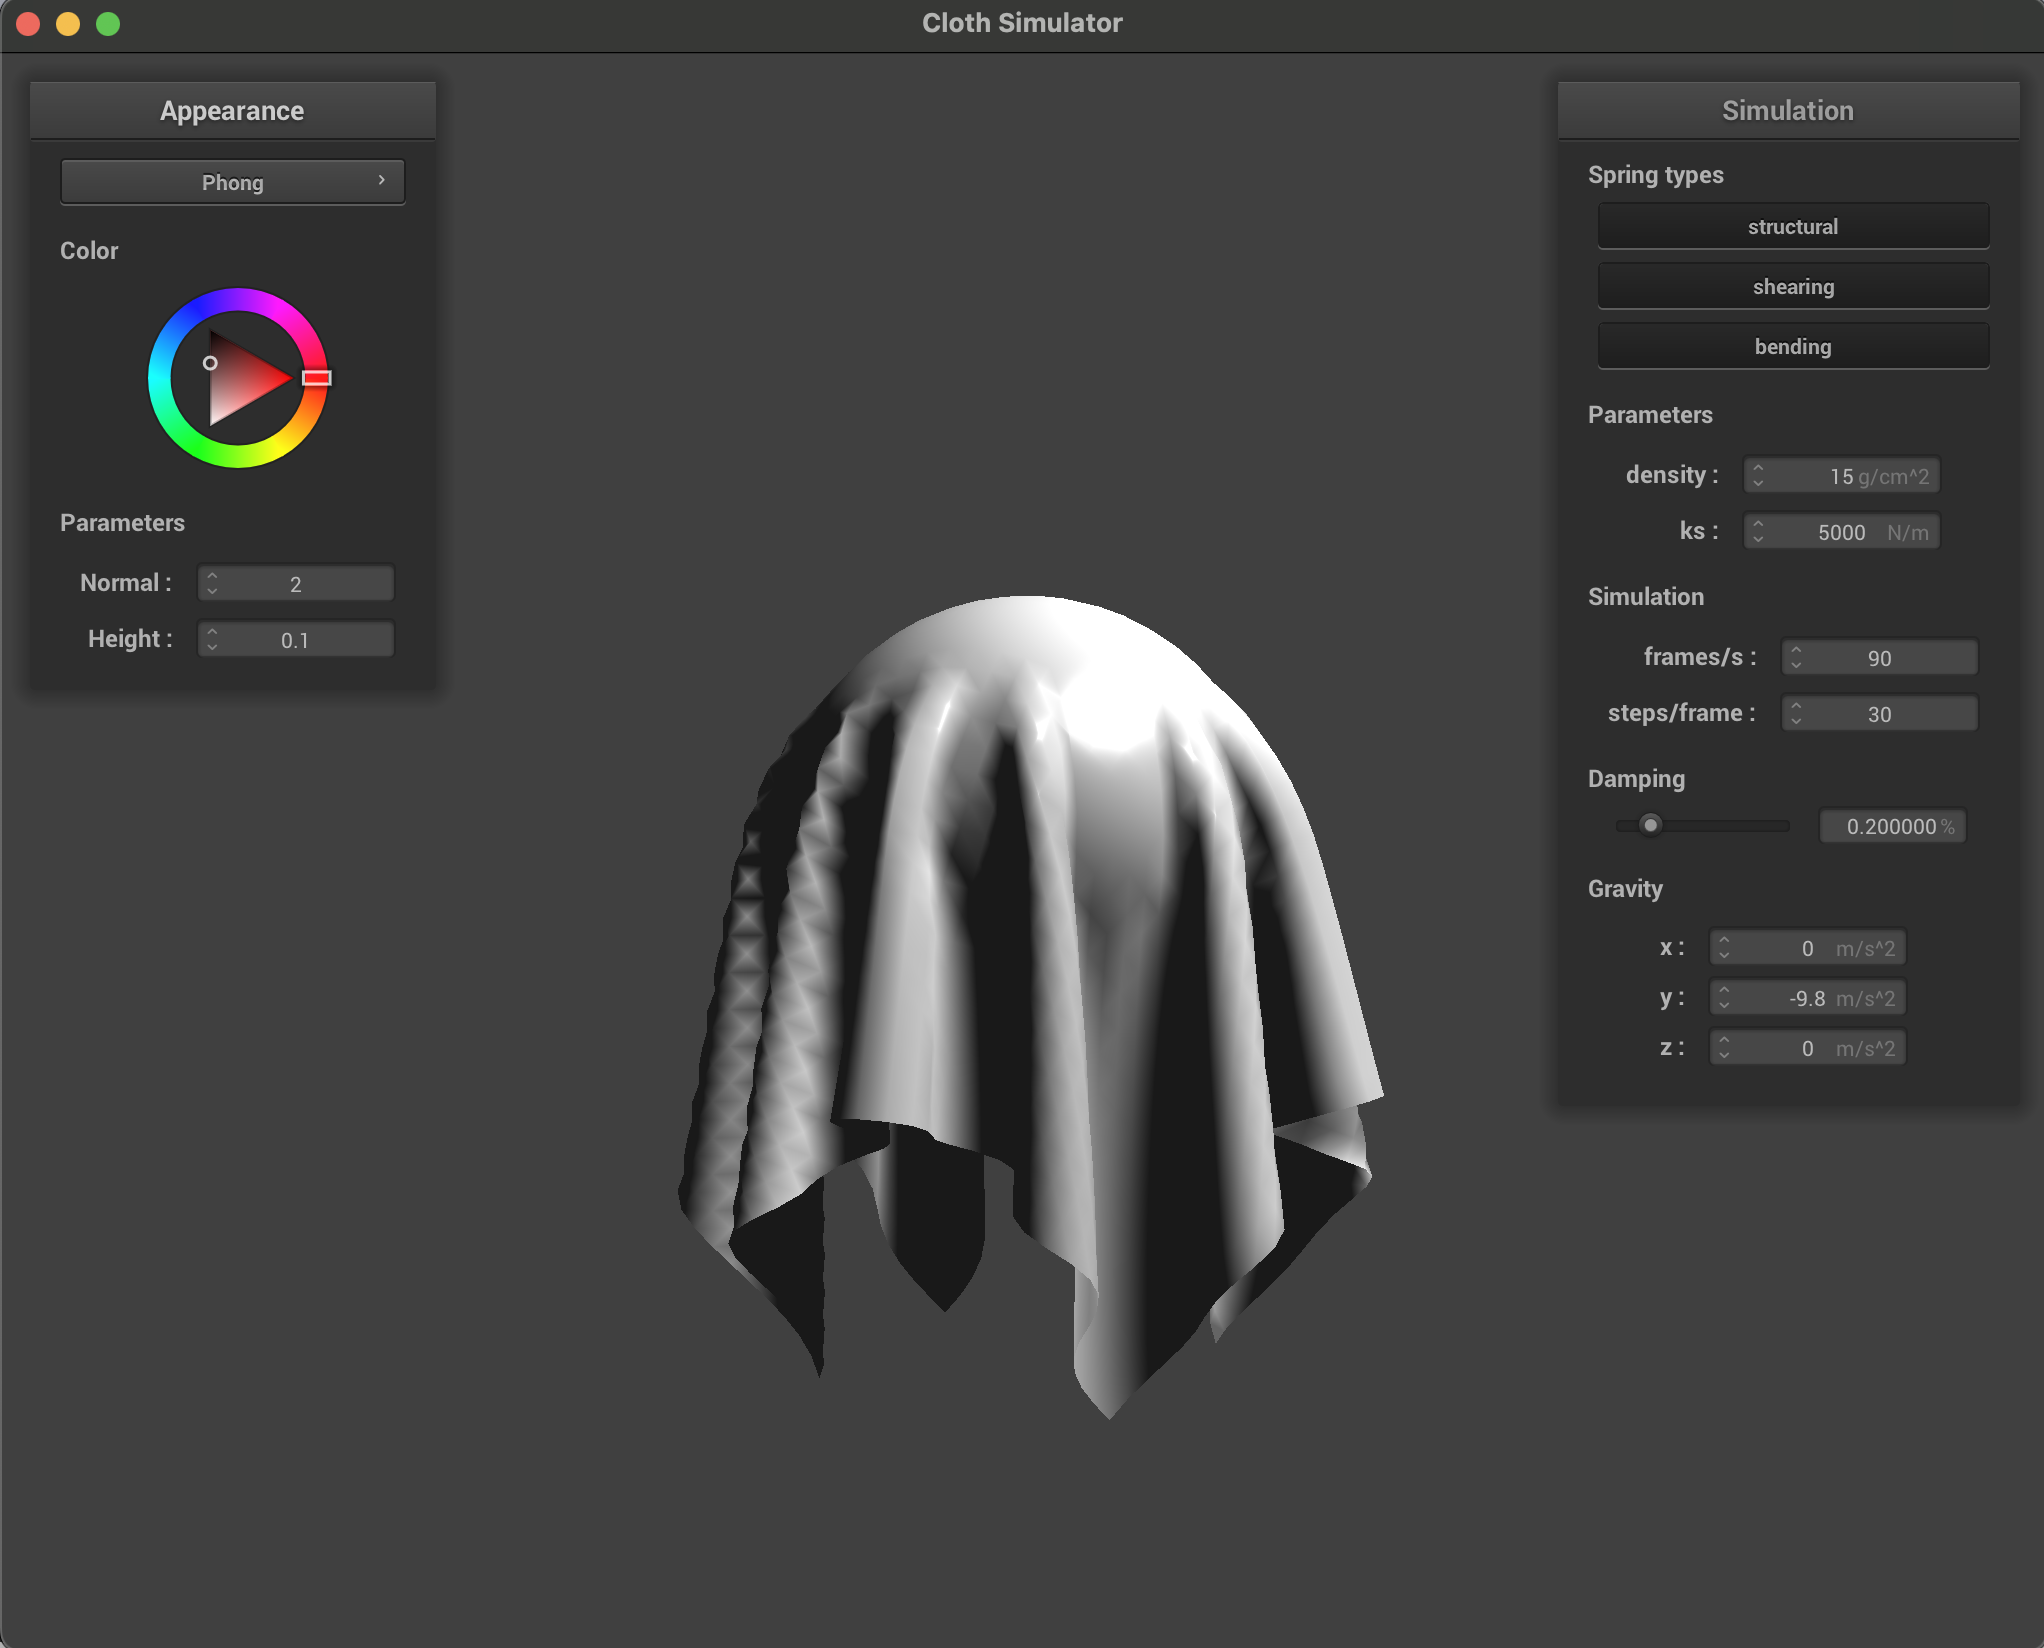 Cloth Simulator
Appearance
Phong
Color
Parameters
Normal : 2
Height : 0.1
Simulation
Spring types
structural
shearing
bending
Parameters
density : 15 g/cm^2
ks : 5000 N/m
Simulation
frames/s : 90
steps/frame : 30
Damping
0.200000 %
Gravity
x : 0 m/s^2
y : -9.8 m/s^2
z : 0 m/s^2